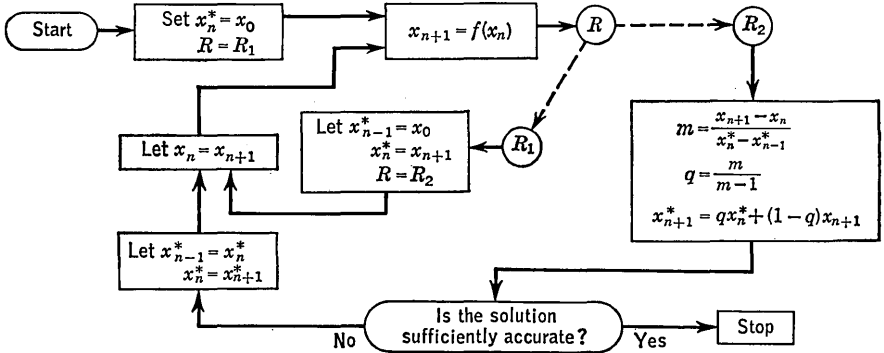 Start
Set x*_n = x_0
R = R_1
x_{n+1} = f(x_n)
R
R_2
Let x_n = x_{n+1}
Let x*_{n-1} = x_0
x*_n = x_{n+1}
R = R_2
R_1
m = (x_{n+1} - x_n)/(x*_n - x*_{n-1})
q = m/(m-1)
x*_{n+1} = qx*_n + (1-q)x_{n+1}
Let x*_{n-1} = x*_n
x*_n = x*_{n+1}
Is the solution
sufficiently accurate?
No
Yes
Stop